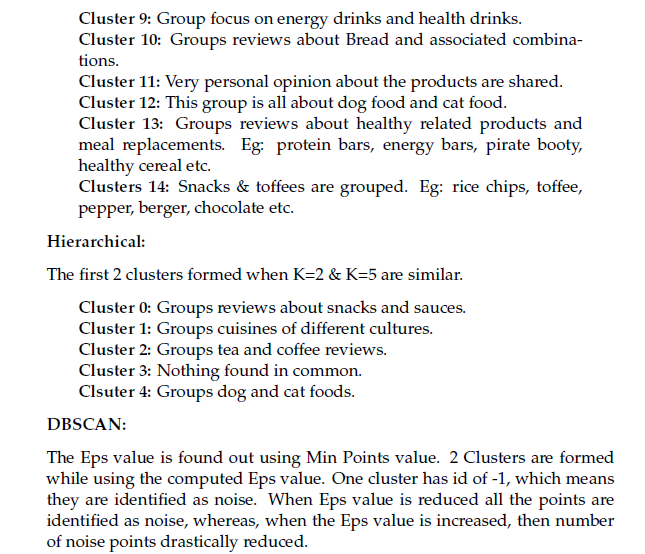 Cluster 9: Group focus on energy drinks and health drinks.
Cluster 10: Groups reviews about Bread and associated combina-
tions.
Cluster 11: Very personal opinion about the products are shared.
Cluster 12: This group is all about dog food and cat food.
Cluster 13: Groups reviews about healthy related products and
meal replacements. Eg: protein bars, energy bars, pirate booty,
healthy cereal etc.
Clusters 14: Snacks & toffees are grouped. Eg: rice chips, toffee,
pepper, berger, chocolate etc.
Hierarchical:
The first 2 clusters formed when K=2 & K=5 are similar.
Cluster 0: Groups reviews about snacks and sauces.
Cluster 1: Groups cuisines of different cultures.
Cluster 2: Groups tea and coffee reviews.
Cluster 3: Nothing found in common.
Clsuter 4: Groups dog and cat foods.
DBSCAN:
The Eps value is found out using Min Points value. 2 Clusters are formed
while using the computed Eps value. One cluster has id of -1, which means
they are identified as noise. When Eps value is reduced all the points are
identified as noise, whereas, when the Eps value is increased, then number
of noise points drastically reduced.